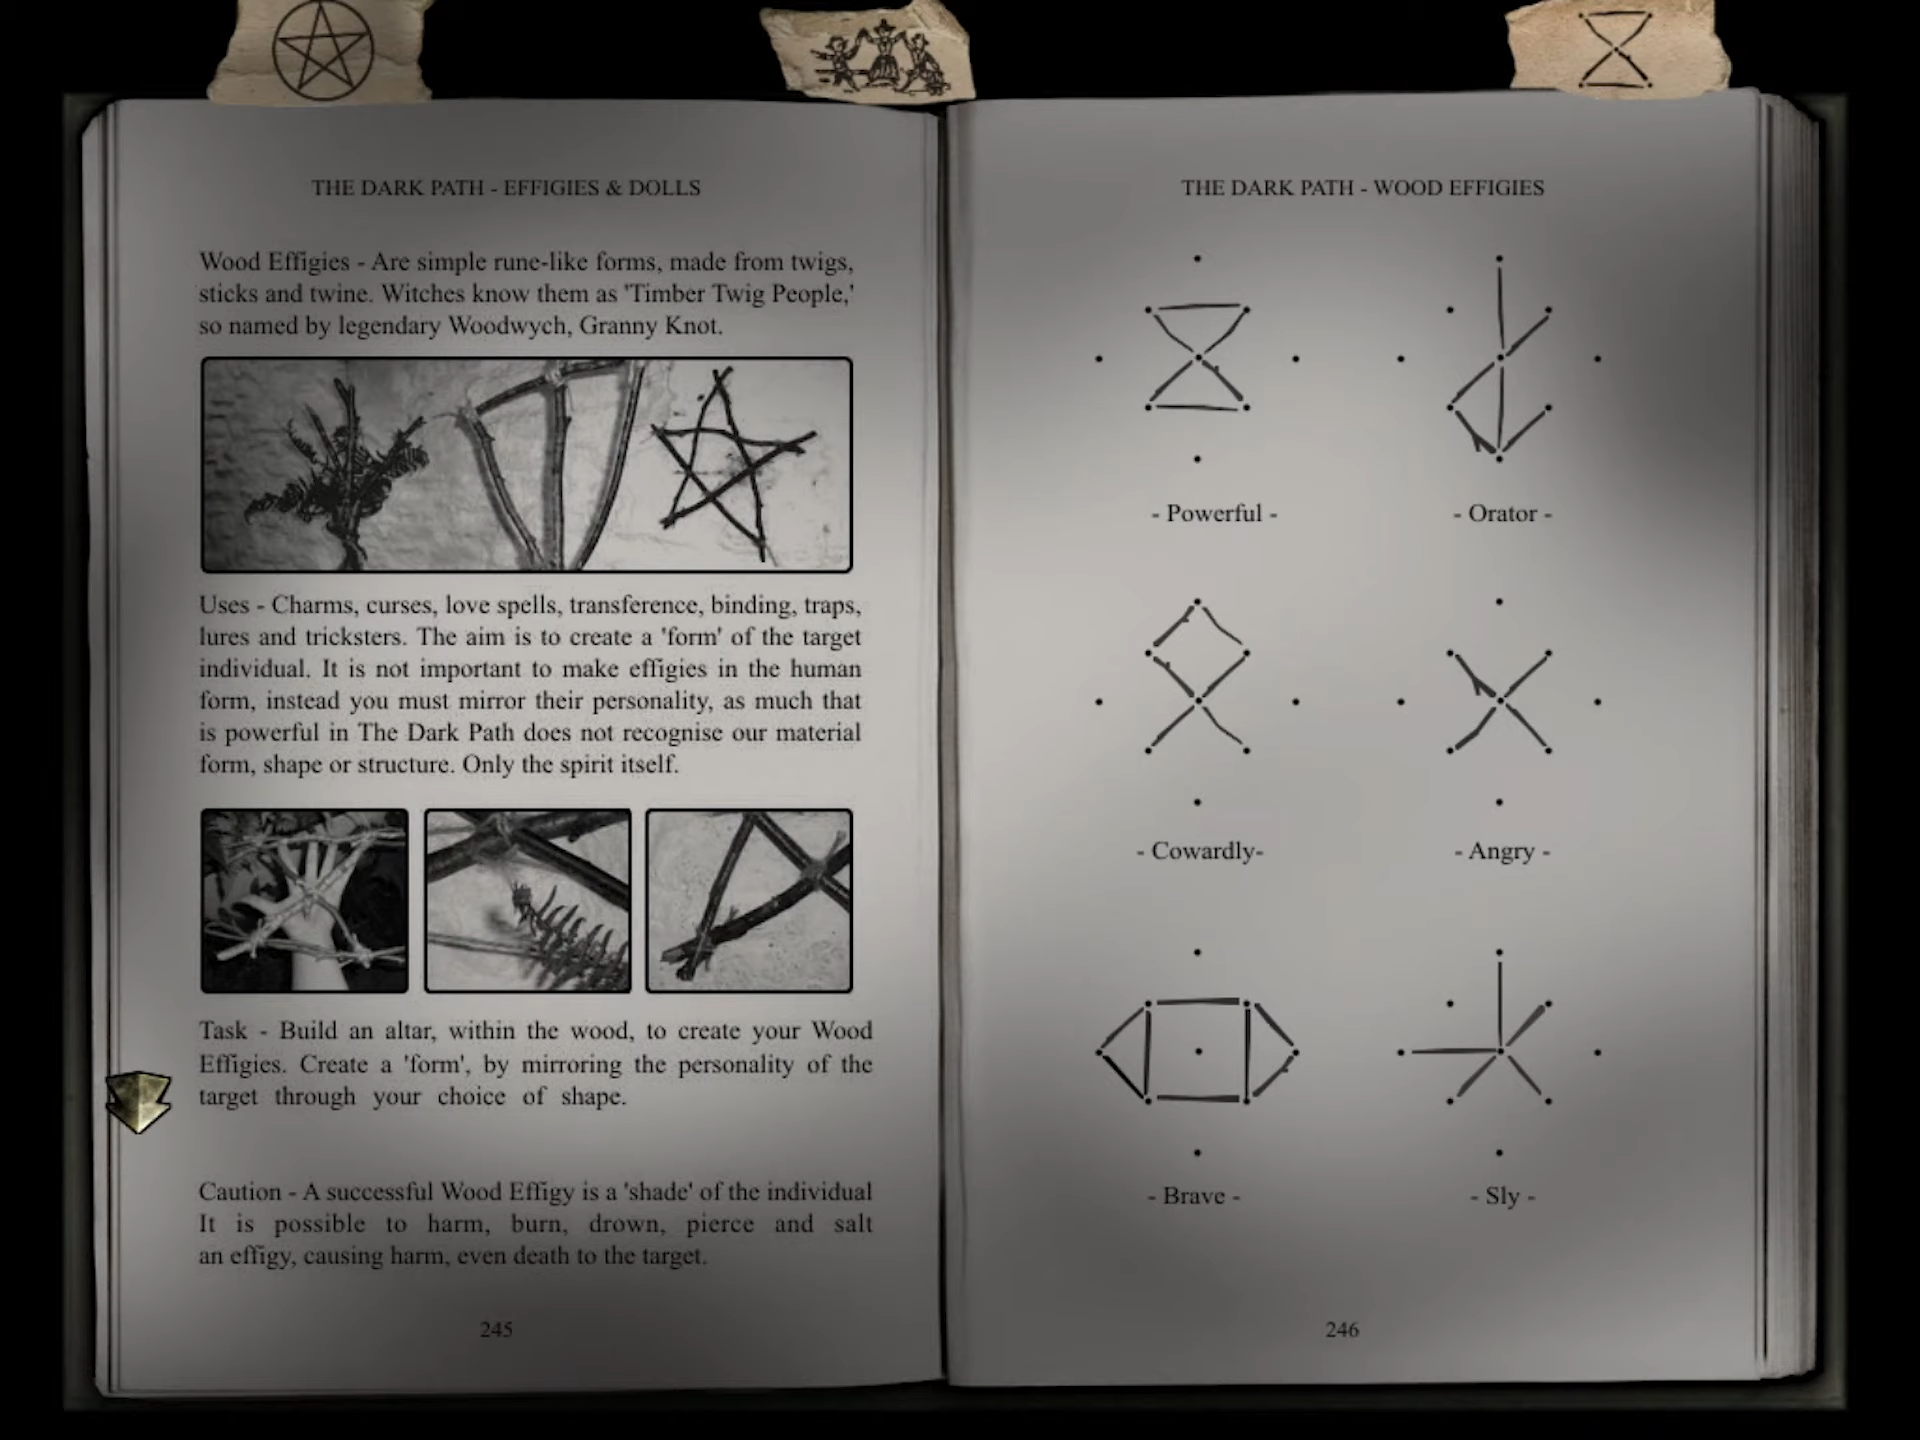 THE DARK PATH - EFFIGIES & DOLLS
Wood Effigies - Are simple rune-like forms, made from twigs,
sticks and twine. Witches know them as 'Timber Twig People,'
so named by legendary Woodwych, Granny Knot.
Uses - Charms, curses, love spells, transference, binding, traps,
lures and tricksters. The aim is to create a 'form' of the target
individual. It is not important to make effigies in the human
form, instead you must mirror their personality, as much that
is powerful in The Dark Path does not recognise our material
form, shape or structure. Only the spirit itself.
Task - Build an altar, within the wood, to create your Wood
Effigies. Create a 'form', by mirroring the personality of the
target through your choice of shape.
Caution - A successful Wood Effigy is a 'shade' of the individual
It is possible to harm, burn, drown, pierce and salt
an effigy, causing harm, even death to the target.
245
THE DARK PATH - WOOD EFFIGIES
- Powerful -
- Orator -
- Cowardly-
- Angry -
- Brave -
- Sly -
246